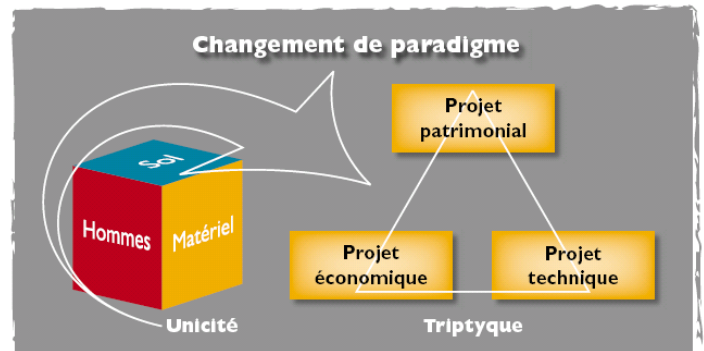 Changement de paradigme
Projet
patrimonial
Sol
Hommes
Matériel
Projet
économique
Projet
technique
Unicité
Triptyque